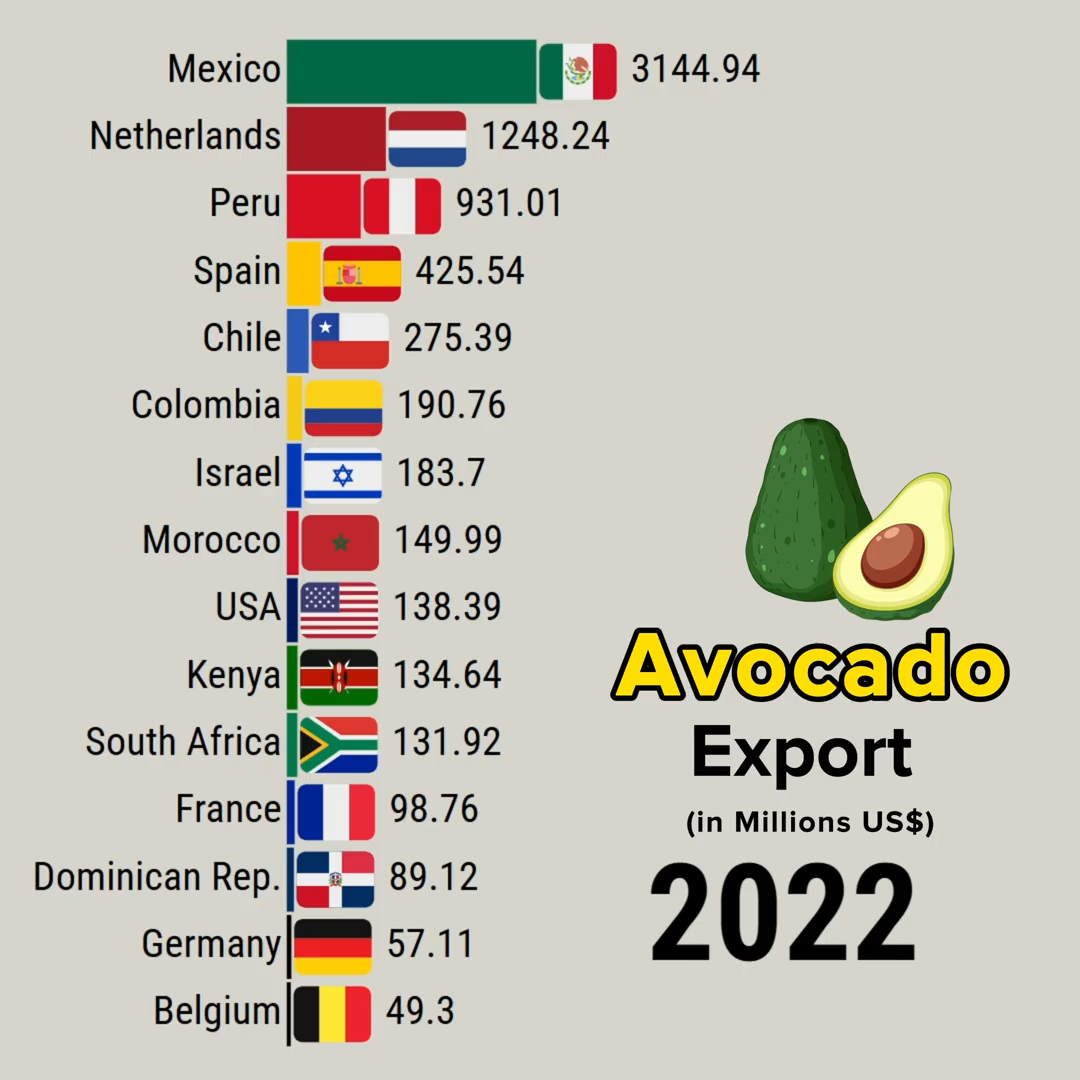 Mexico 3144.94
Netherlands 1248.24
Peru 931.01
Spain 425.54
Chile 275.39
Colombia 190.76
Israel 183.7
Morocco 149.99
USA 138.39
Kenya 134.64
South Africa 131.92
France 98.76
Dominican Rep. 89.12
Germany 57.11
Belgium 49.3
Avocado
Export
(in Millions US$)
2022